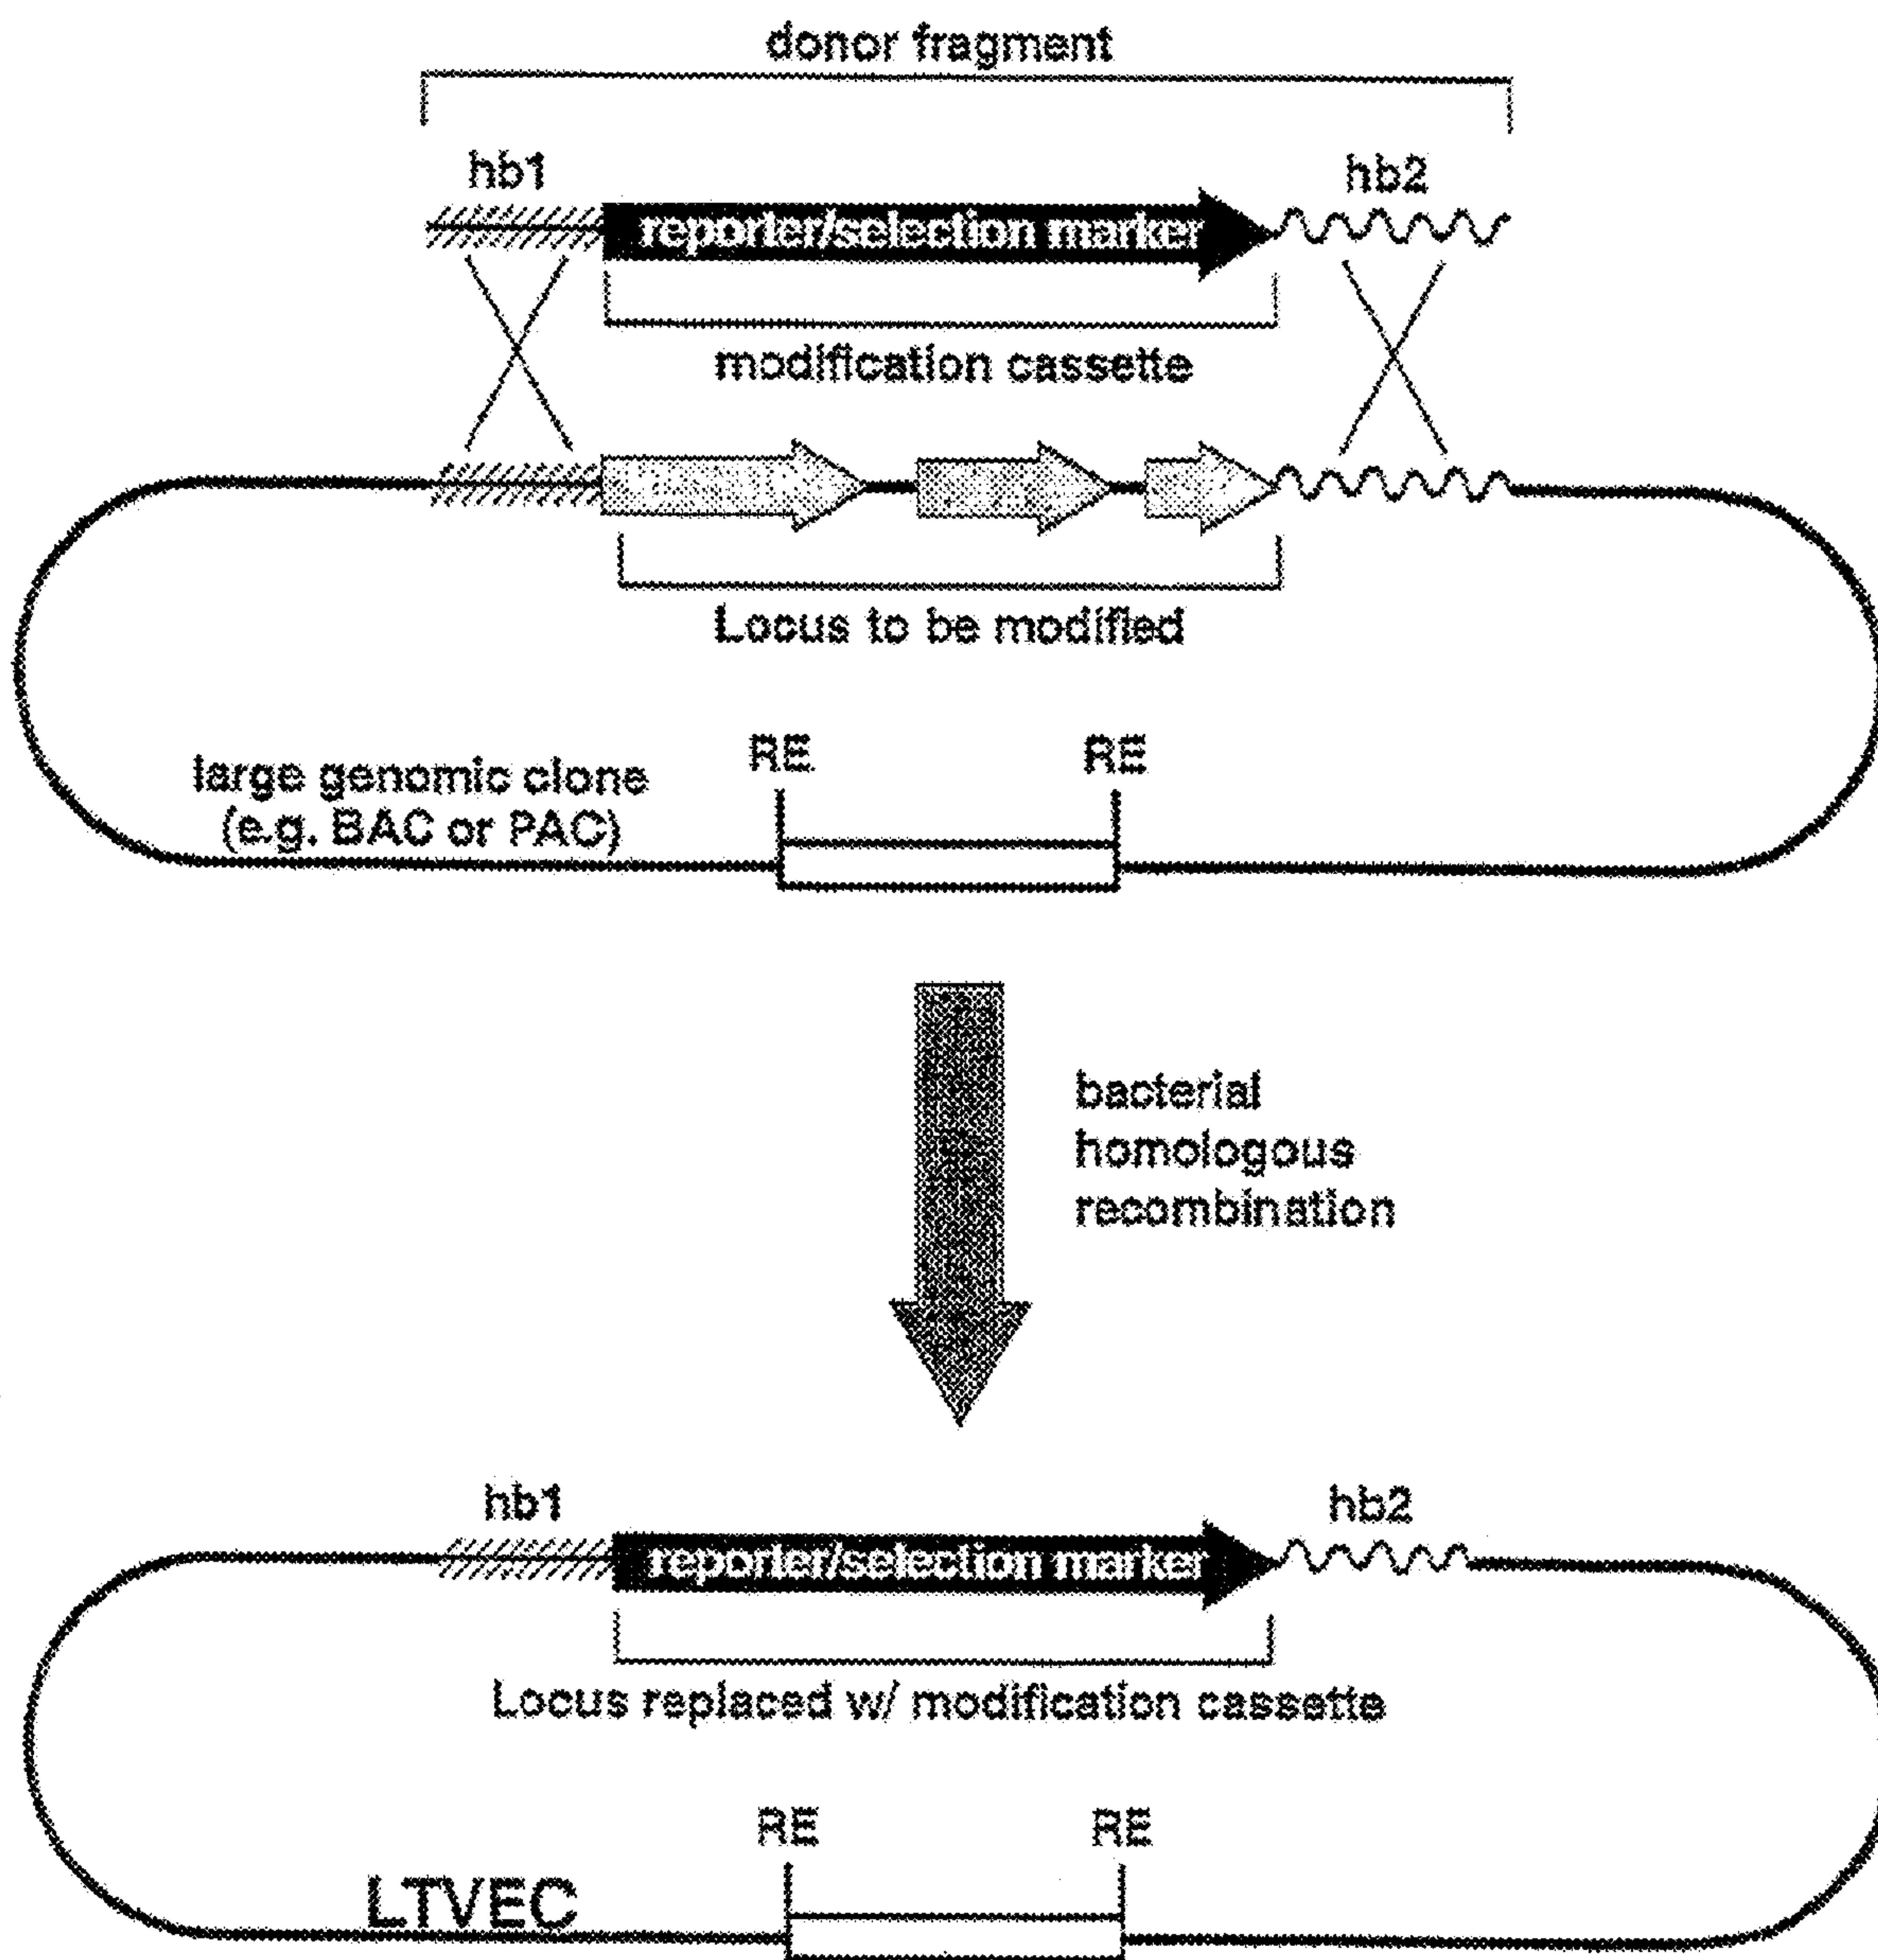 donor fragment
hb1
hb2
reporter/selection marker
modification cassette
Locus to be modified
large genomic clone
(e.g. BAC or PAC)
RE
RE
bacterial
homologous
recombination
hb1
hb2
reporter/selection marker
Locus replaced w/ modification cassette
RE
RE
LTVEC